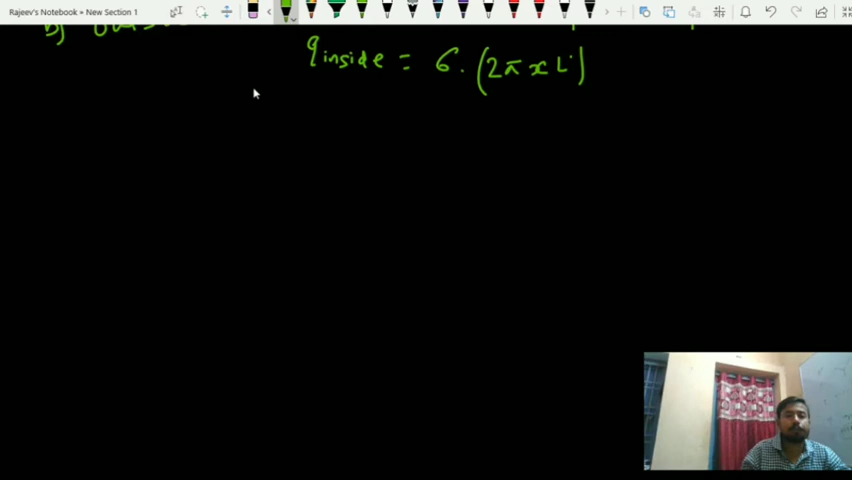 Rajeev's Notebook » New Section 1
b)
q inside = σ. (2π x L)